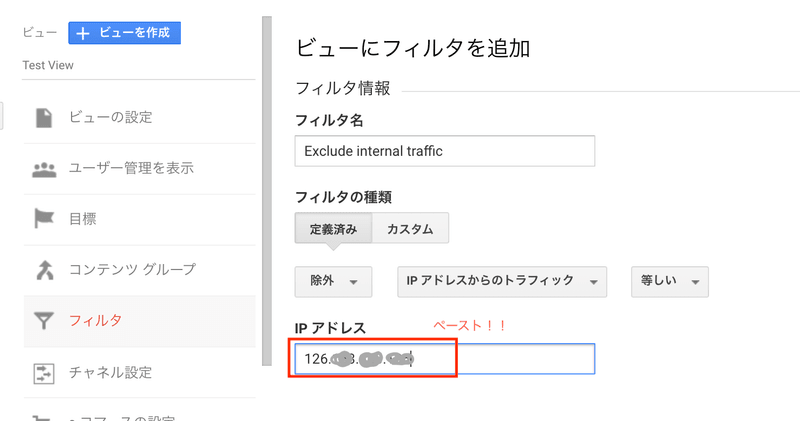 ビュー
ビューを作成
Test View
ビューの設定
ユーザー管理を表示
目標
コンテンツ グループ
フィルタ
チャネル設定
ビューにフィルタを追加
フィルタ情報
フィルタ名
Exclude internal traffic
フィルタの種類
定義済み カスタム
除外 IP アドレスからのトラフィック 等しい
IP アドレス ペースト！！
126.